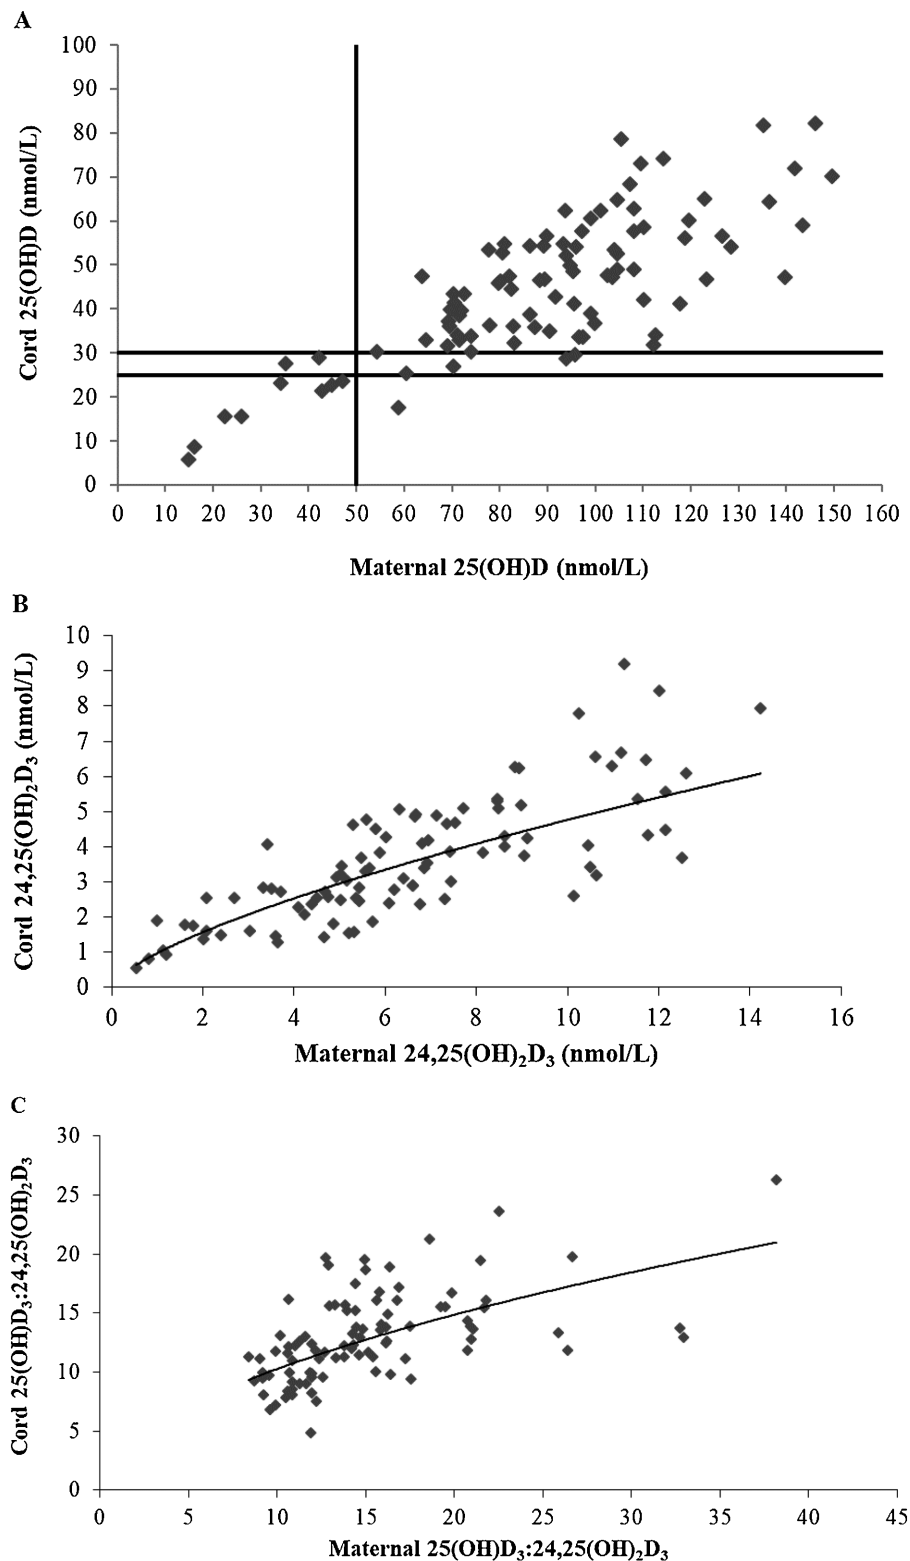 A
100
90
80
70
60
50
40
30
20
10
0
Cord 25(OH)D (nmol/L)
0 10 20 30 40 50 60 70 80 90 100 110 120 130 140 150 160
Maternal 25(OH)D (nmol/L)
B
10
9
8
7
6
5
4
3
2
1
0
Cord 24,25(OH)₂D₃ (nmol/L)
0 2 4 6 8 10 12 14 16
Maternal 24,25(OH)₂D₃ (nmol/L)
C
30
25
20
15
10
5
0
Cord 25(OH)D₃:24,25(OH)₂D₃
0 5 10 15 20 25 30 35 40 45
Maternal 25(OH)D₃:24,25(OH)₂D₃